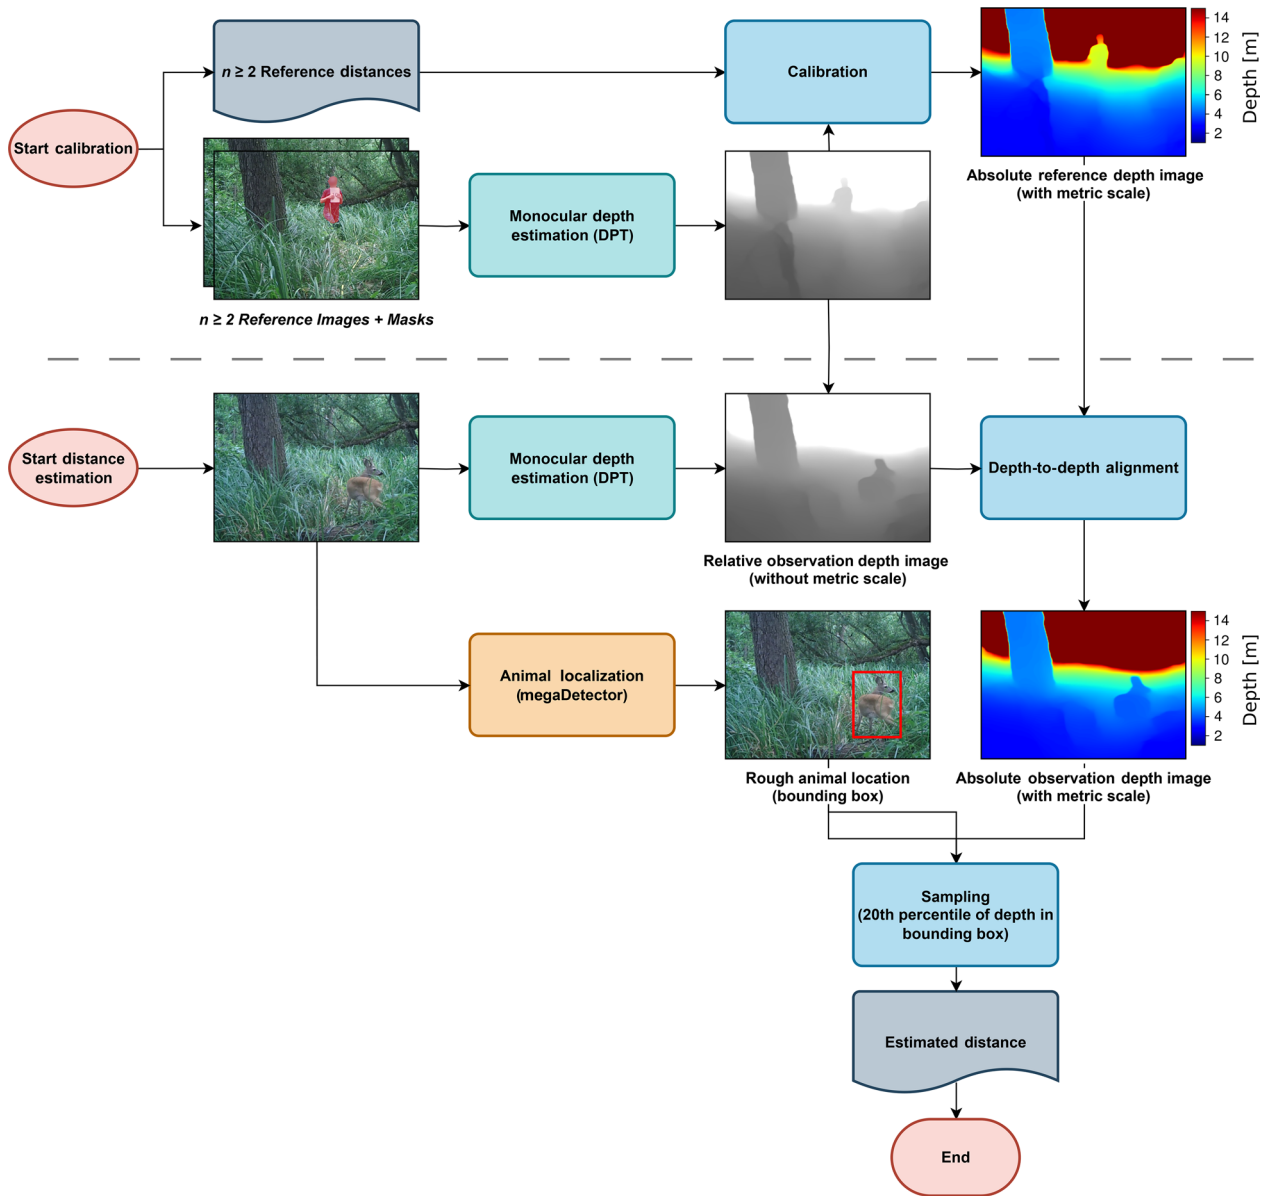 n ≥ 2 Reference distances
Calibration
14
12
10
8
6
4
2
Depth [m]
Start calibration
Monocular depth
estimation (DPT)
Absolute reference depth image
(with metric scale)
n ≥ 2 Reference Images + Masks
Start distance
estimation
Monocular depth
estimation (DPT)
Depth-to-depth alignment
Relative observation depth image
(without metric scale)
Animal localization
(megaDetector)
14
12
10
8
6
4
2
Depth [m]
Rough animal location
(bounding box)
Absolute observation depth image
(with metric scale)
Sampling
(20th percentile of depth in
bounding box)
Estimated distance
End